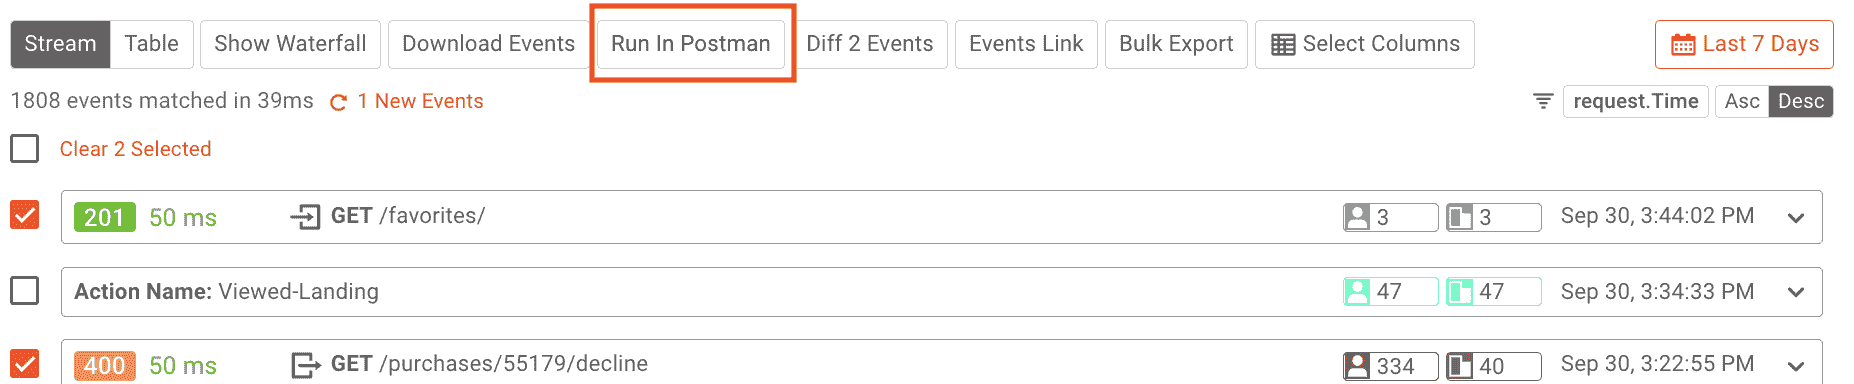 Stream Table Show Waterfall Download Events Run In Postman Diff 2 Events Events Link Bulk Export Select Columns Last 7 Days
1808 events matched in 39ms 1 New Events request.Time Asc Desc
Clear 2 Selected
201 50 ms GET /favorites/ 3 3 Sep 30, 3:44:02 PM
Action Name: Viewed-Landing 47 47 Sep 30, 3:34:33 PM
400 50 ms GET /purchases/55179/decline 334 40 Sep 30, 3:22:55 PM